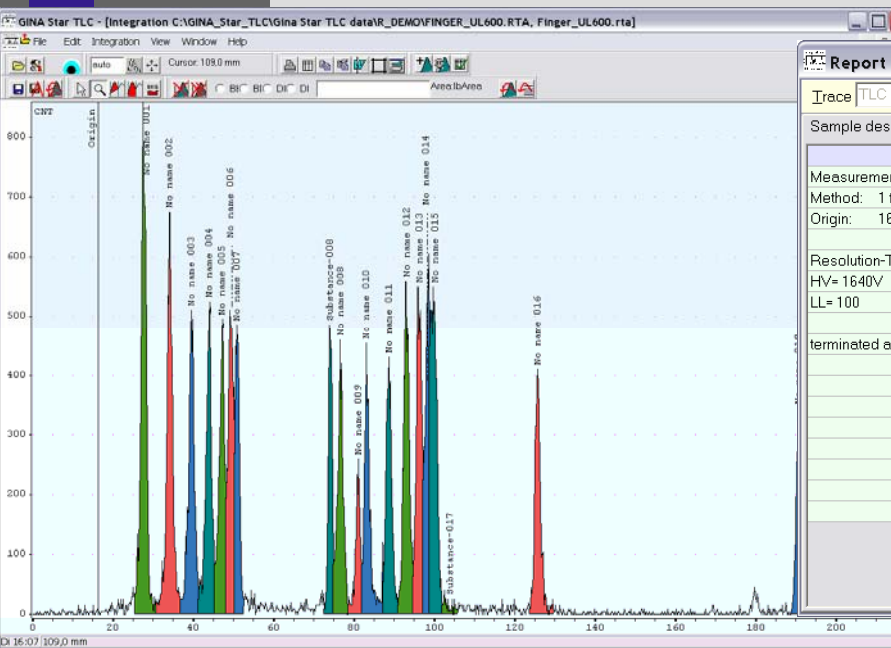 GINA Star TLC - [Integration C:\GINA_Star_TLC\Gina Star TLC data\R_DEMO\FINGER_UL600.RTA, Finger_UL600.rta]
File Edit Integration View Window Help
auto Cursor: 109,0 mm
BI DI DI Area:lbArea
CNT
Origin
No name 001
No name 002
No name 003
No name 004
No name 005
No name 006
No name 007
Substance-008
No name 008
No name 009
No name 010
No name 011
No name 012
No name 013
No name 014
No name 015
Substance-017
No name 016
800
700
600
500
400
300
200
100
0
0 20 40 60 80 100 120 140 160 180 200
Di 16:07 109,0 mm
Report
Trace TLC
Sample des
Measuremen
Method: 1
Origin: 16
Resolution-T
HV= 1640V
LL= 100
terminated a